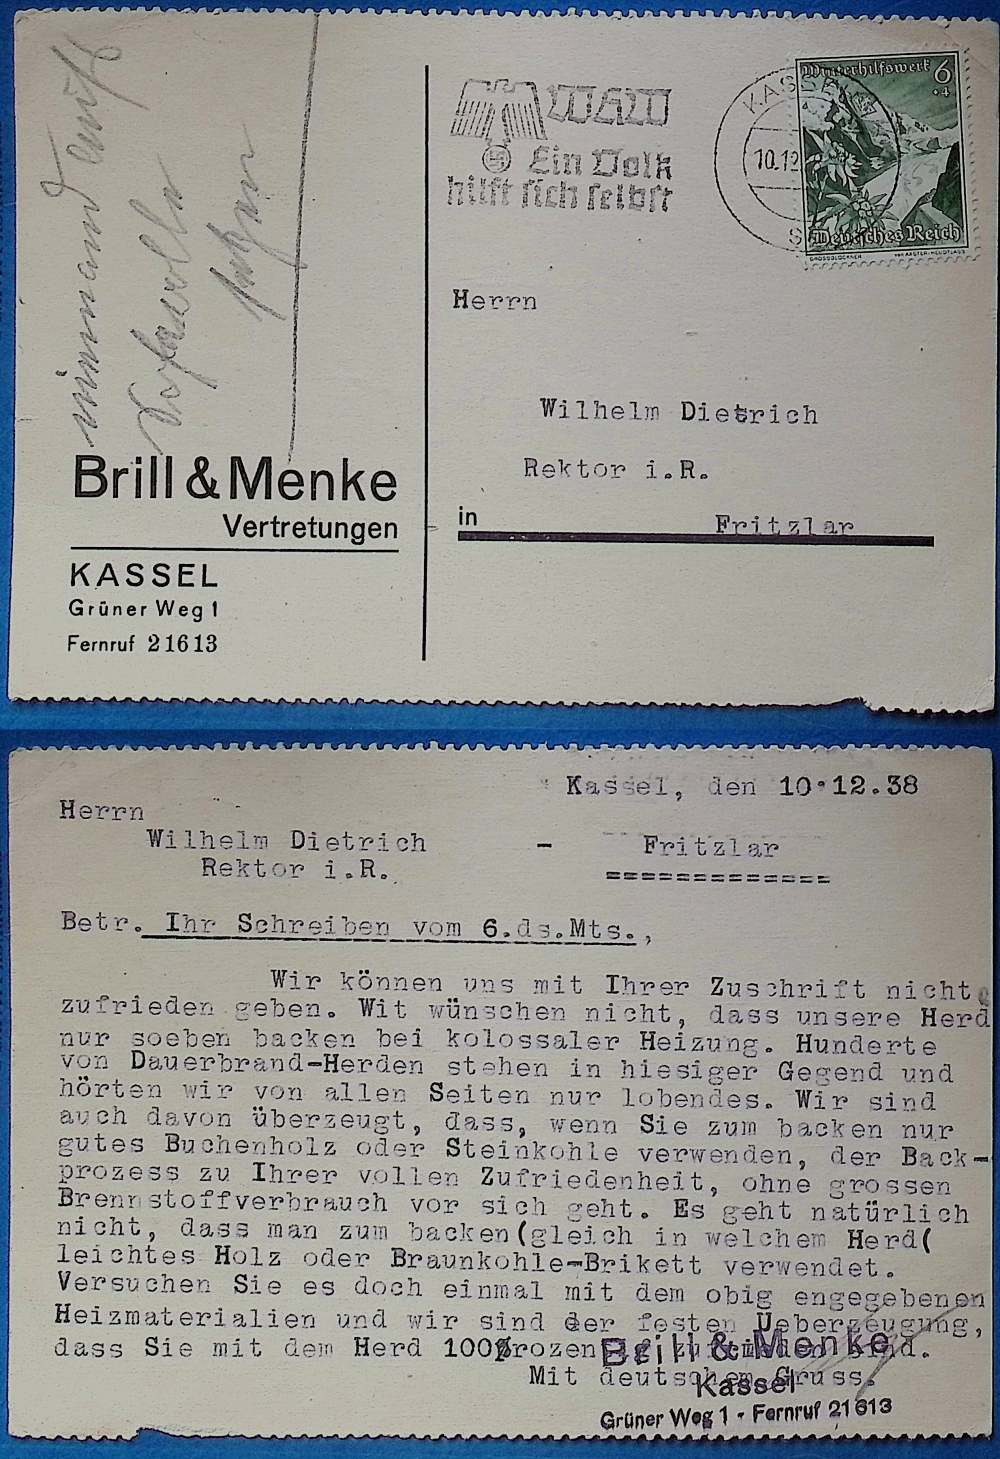 WHW
Ein Volk
hilft sich selbst
KASSEL
10.12
S
Winterhilfswerk 6
+4
Deutsches Reich
GROSSGLOCKNER
Herrn
Wilhelm Dietrich
Rektor i.R.
in Fritzlar
Brill & Menke
Vertretungen
KASSEL
Grüner Weg 1
Fernruf 21613
Kassel, den 10.12.38
Herrn
Wilhelm Dietrich - Fritzlar
Rektor i.R. =============
Betr. Ihr Schreiben vom 6.ds.Mts.,
Wir können uns mit Ihrer Zuschrift nicht
zufrieden geben. Wit wünschen nicht, dass unsere Herd
nur soeben backen bei kolossaler Heizung. Hunderte
von Dauerbrand-Herden stehen in hiesiger Gegend und
hörten wir von allen Seiten nur lobendes. Wir sind
auch davon überzeugt, dass, wenn Sie zum backen nur
gutes Buchenholz oder Steinkohle verwenden, der Back-
prozess zu Ihrer vollen Zufriedenheit, ohne grossen
Brennstoffverbrauch vor sich geht. Es geht natürlich
nicht, dass man zum backen(gleich in welchem Herd(
leichtes Holz oder Braunkohle-Brikett verwendet.
Versuchen Sie es doch einmal mit dem obig engegebenen
Heizmaterialien und wir sind der festen Ueberzeugung,
dass Sie mit dem Herd 100prozentig zufrieden sind.
Mit deutschem Gruss.
Brill & Menke
Kassel
Grüner Weg 1 - Fernruf 21613